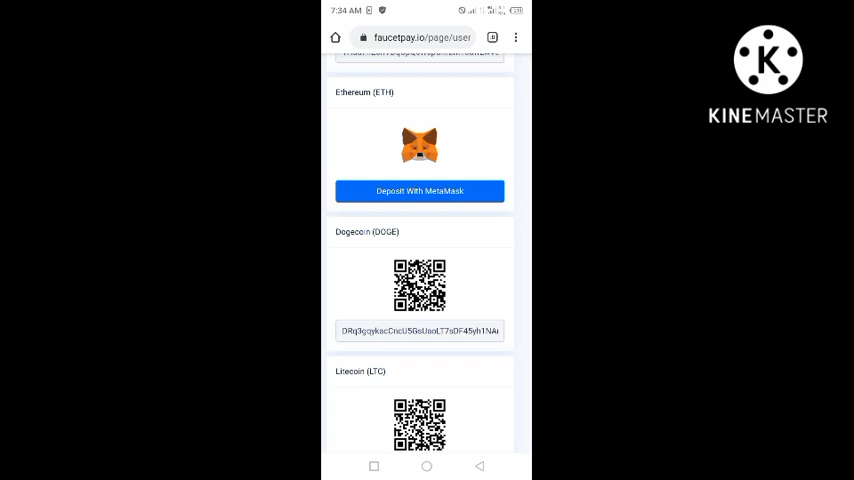 7:34 AM
faucetpay.io/page/user
Ethereum (ETH)
Deposit With MetaMask
Dogecoin (DOGE)
Litecoin (LTC)
K
KINEMASTER